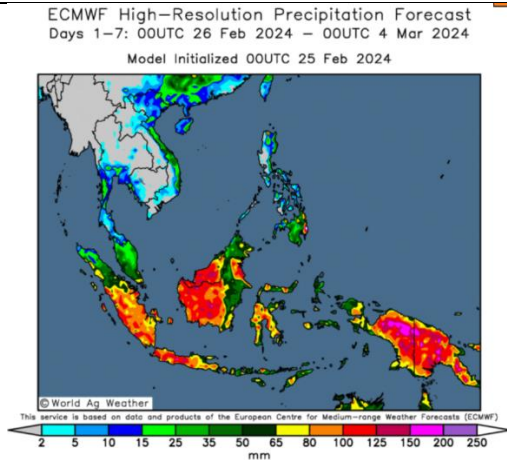 ECMWF High-Resolution Precipitation Forecast
Days 1-7: 00UTC 26 Feb 2024 - 00UTC 4 Mar 2024
Model Initialized 00UTC 25 Feb 2024
© World Ag Weather
This service is based on data and products of the European Centre for Medium-range Weather Forecasts (ECMWF)
2 5 10 15 25 35 50 65 80 100 125 150 200 250
mm